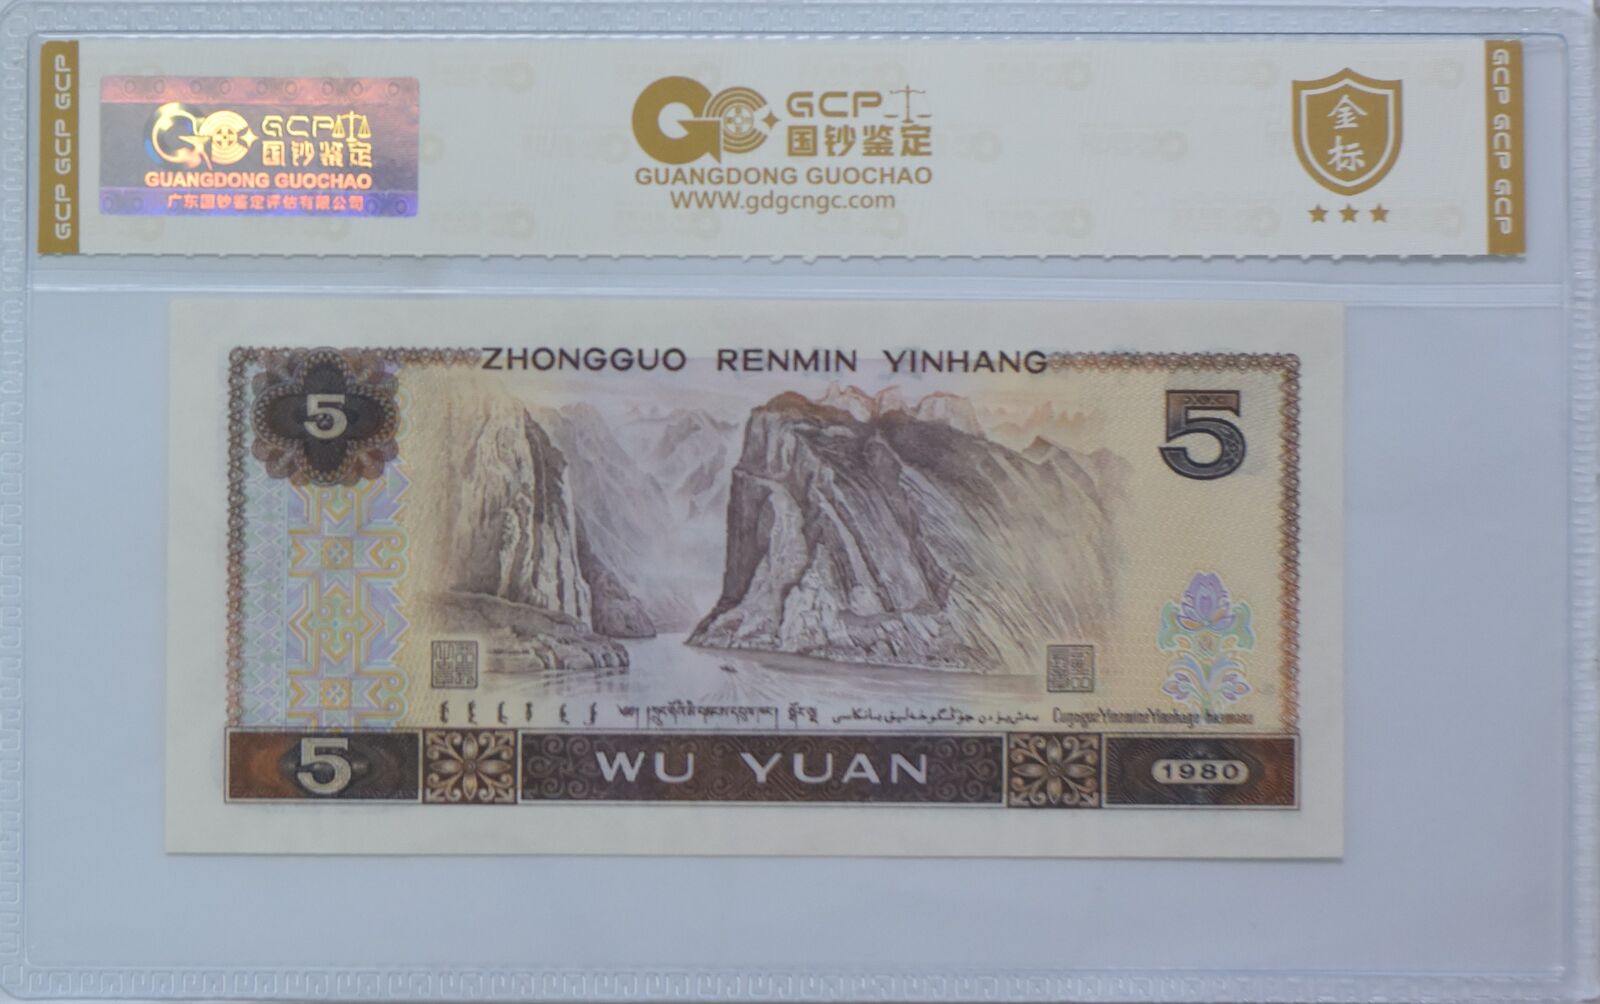 GCP GCP GCP
GCP
国钞鉴定
GUANGDONG GUOCHAO
广东国钞鉴定评估有限公司
GCP
国钞鉴定
GUANGDONG GUOCHAO
WWW.gdgcngc.com
金标
GCP GCP GCP
ZHONGGUO RENMIN YINHANG
5
5
5
WU YUAN
1980